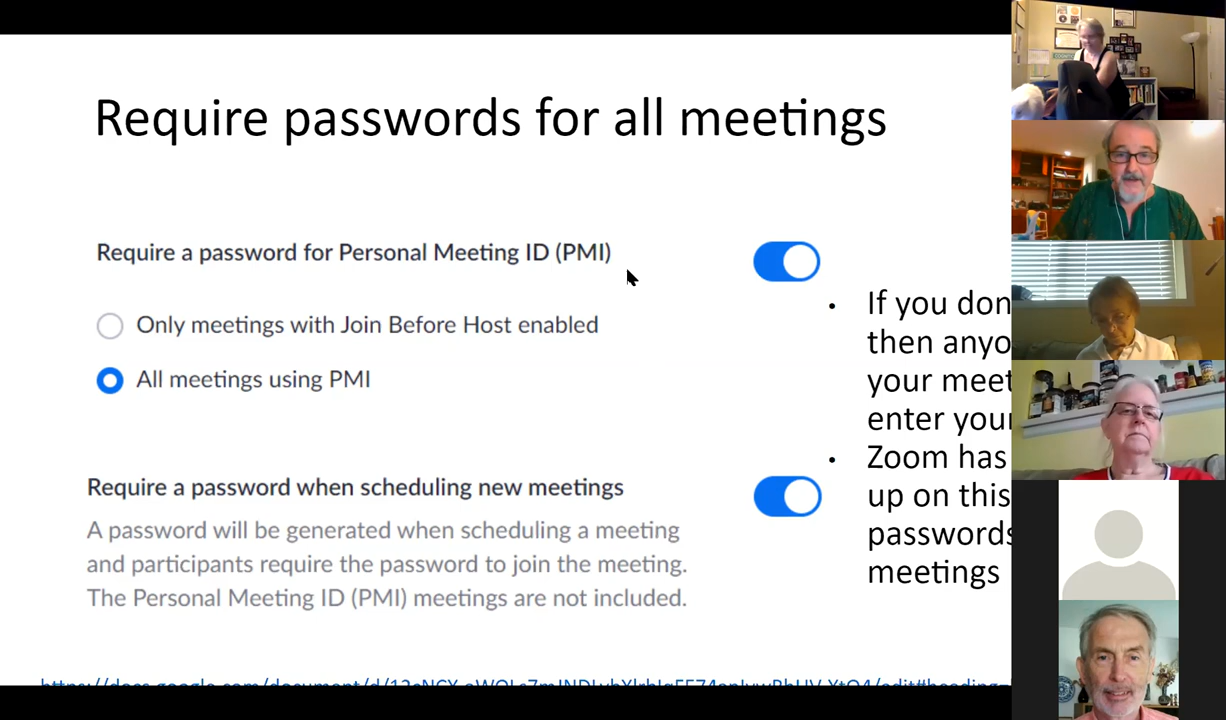 Require passwords for all meetings
Require a password for Personal Meeting ID (PMI)
Only meetings with Join Before Host enabled
All meetings using PMI
If you don
then anyo
your meet
enter your
Zoom has
up on this
passwords
meetings
Require a password when scheduling new meetings
A password will be generated when scheduling a meeting
and participants require the password to join the meeting.
The Personal Meeting ID (PMI) meetings are not included.